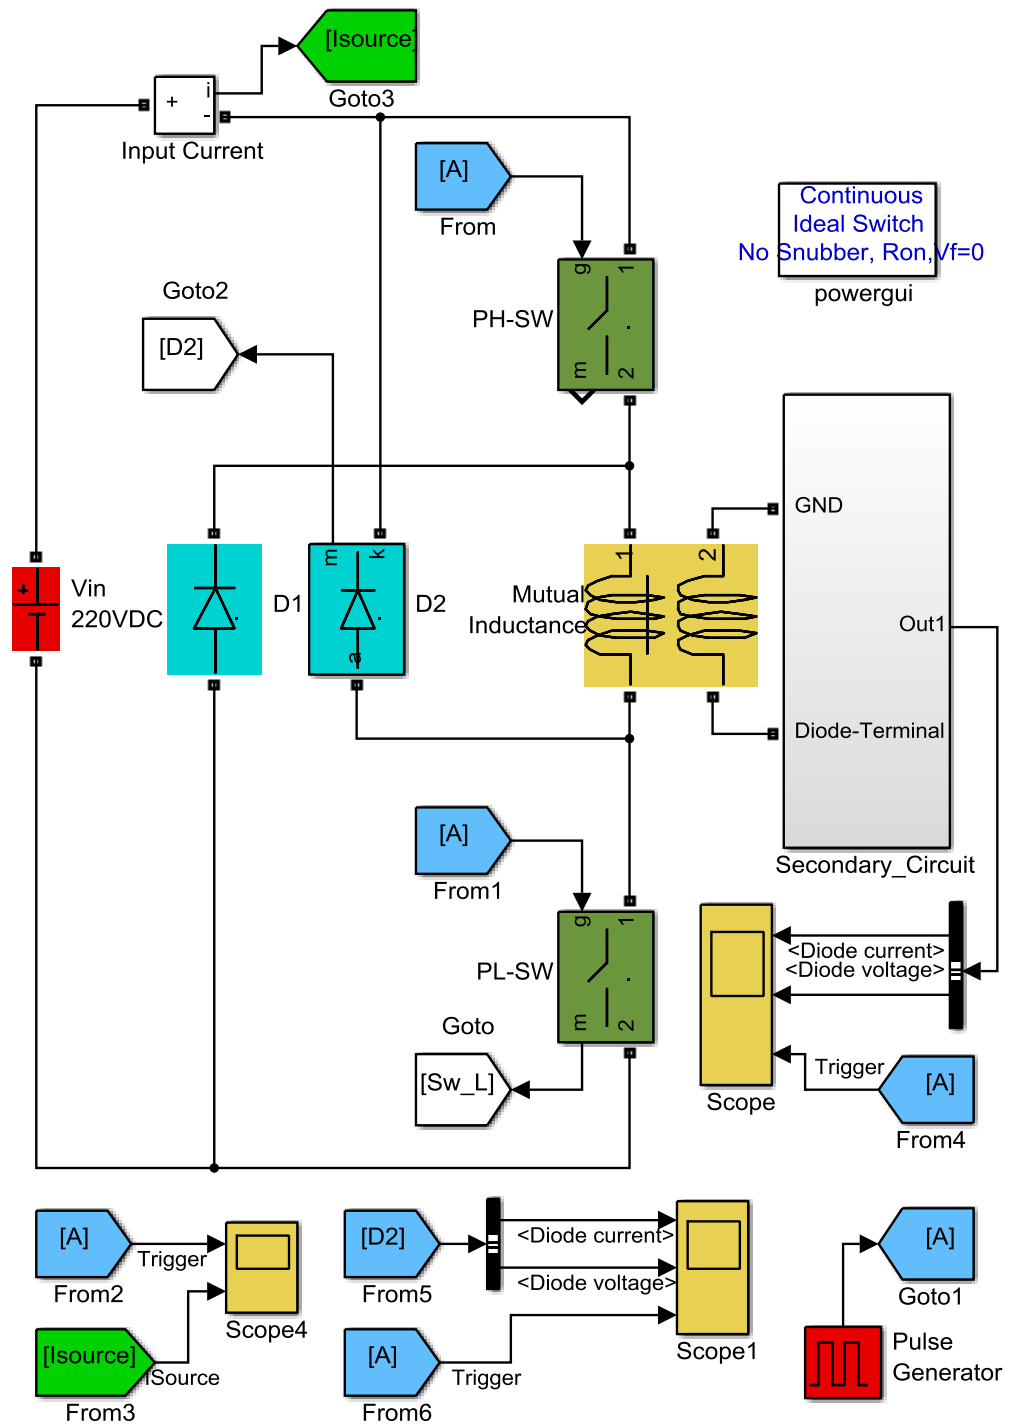 [Isource]
Goto3
+
i
-
Input Current
[A]
From
Continuous
Ideal Switch
No Snubber, Ron,Vf=0
powergui
Goto2
[D2]
PH-SW
g
1
m
2
GND
+
Vin
220VDC
D1
m
k
a
D2
Mutual
Inductance
1
2
Out1
Diode-Terminal
Secondary_Circuit
[A]
From1
PL-SW
g
1
m
2
Goto
[Sw_L]
<Diode current>
<Diode voltage>
Trigger
Scope
[A]
From4
[A]
From2
Trigger
Scope4
[Isource]
ISource
From3
[D2]
From5
<Diode current>
<Diode voltage>
Scope1
[A]
From6
Trigger
[A]
Goto1
Pulse
Generator